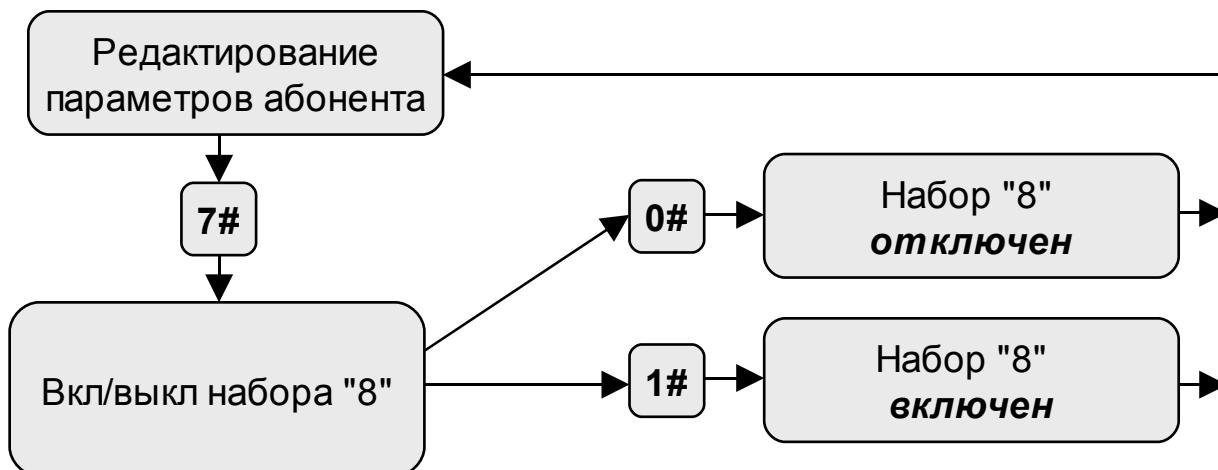 Редактирование
параметров абонента
7#
Вкл/выкл набора "8"
0#
Набор "8"
отключен
1#
Набор "8"
включен